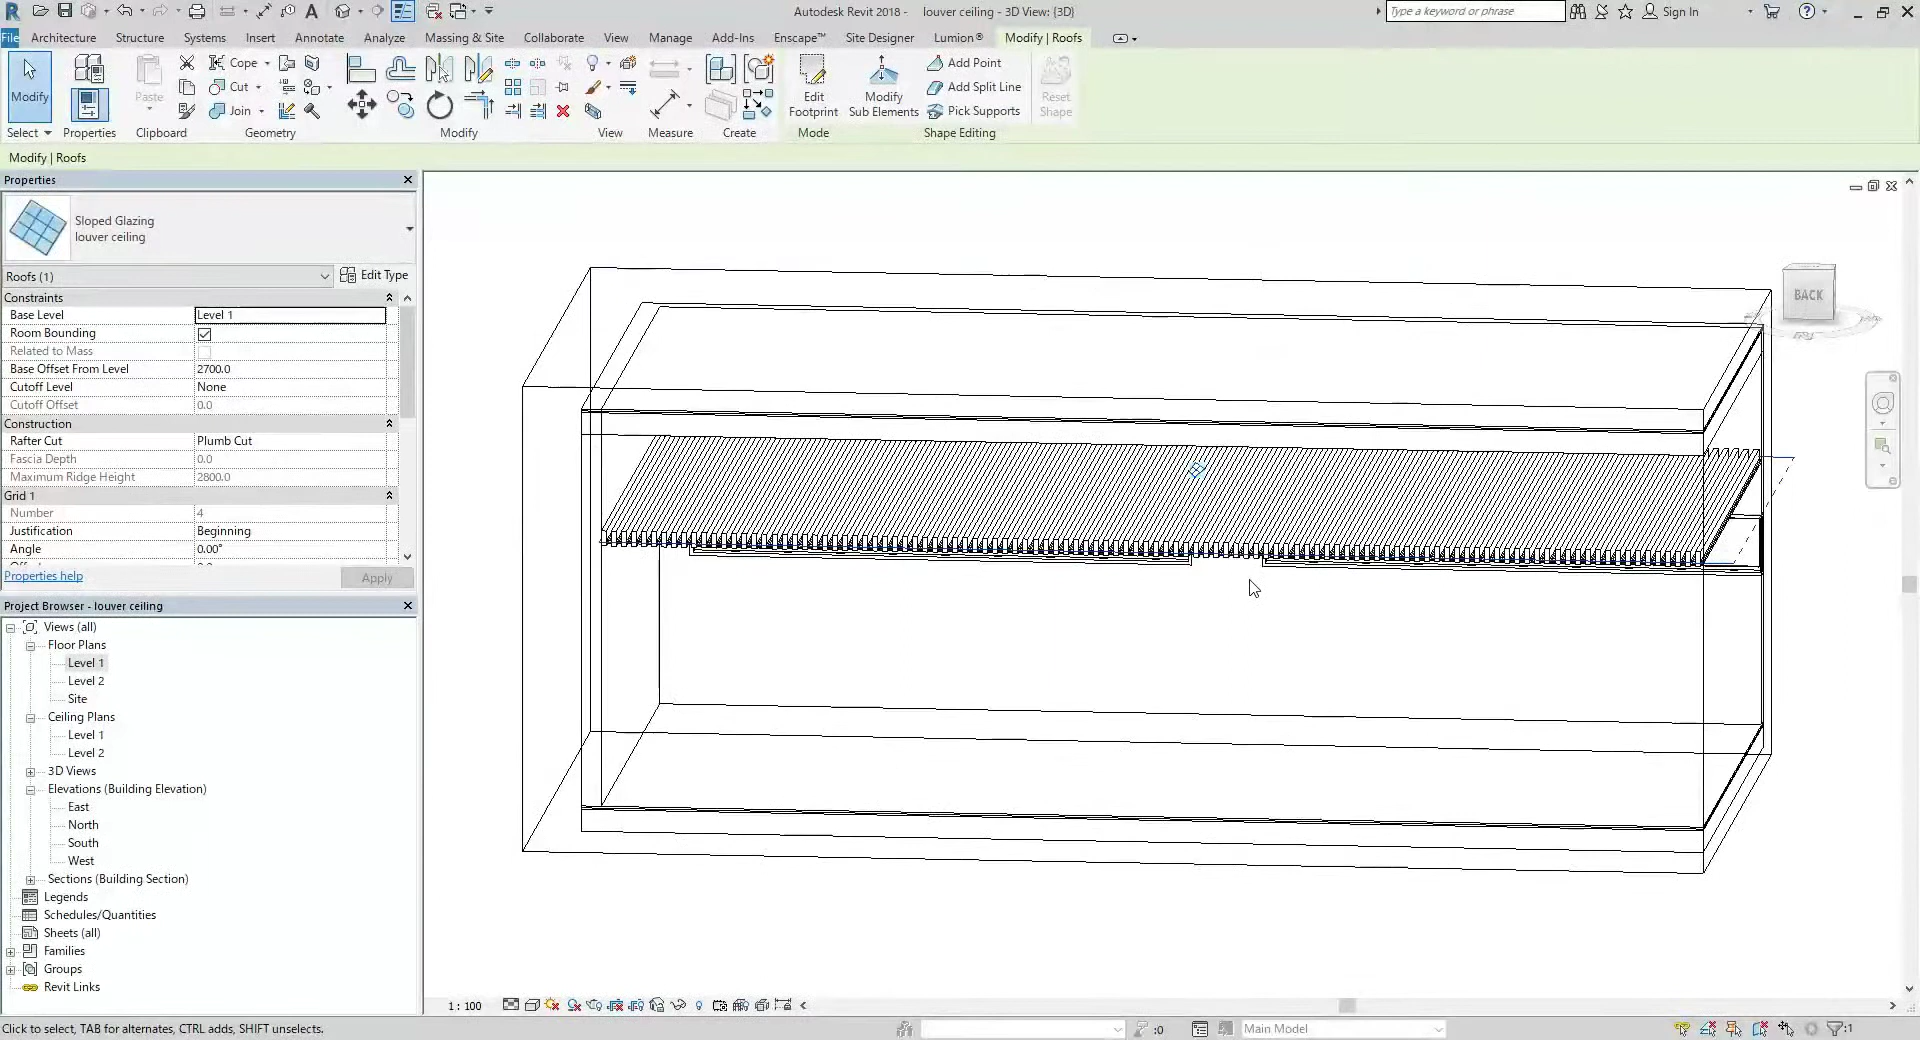 Autodesk Revit 2018 - louver ceiling - 3D View: {3D}
Type a keyword or phrase
Sign In
File Architecture Structure Systems Insert Annotate Analyze Massing & Site Collaborate View Manage Add-Ins Enscape™ Site Designer Lumion® Modify | Roofs
Modify
Paste
Cope
Cut
Join
Edit Footprint
Modify Sub Elements
Add Point
Add Split Line
Pick Supports
Reset Shape
Select Properties Clipboard Geometry Modify View Measure Create Mode Shape Editing
Modify | Roofs
Properties
Sloped Glazing
louver ceiling
Roofs (1) Edit Type
Constraints
Base Level Level 1
Room Bounding
Related to Mass
Base Offset From Level 2700.0
Cutoff Level None
Cutoff Offset 0.0
Construction
Rafter Cut Plumb Cut
Fascia Depth 0.0
Maximum Ridge Height 2800.0
Grid 1
Number 4
Justification Beginning
Angle 0.00°
Properties help Apply
Project Browser - louver ceiling
Views (all)
Floor Plans
Level 1
Level 2
Site
Ceiling Plans
Level 1
Level 2
3D Views
Elevations (Building Elevation)
East
North
South
West
Sections (Building Section)
Legends
Schedules/Quantities
Sheets (all)
Families
Groups
Revit Links
BACK
1 : 100
Click to select, TAB for alternates, CTRL adds, SHIFT unselects.
:0
Main Model
:1